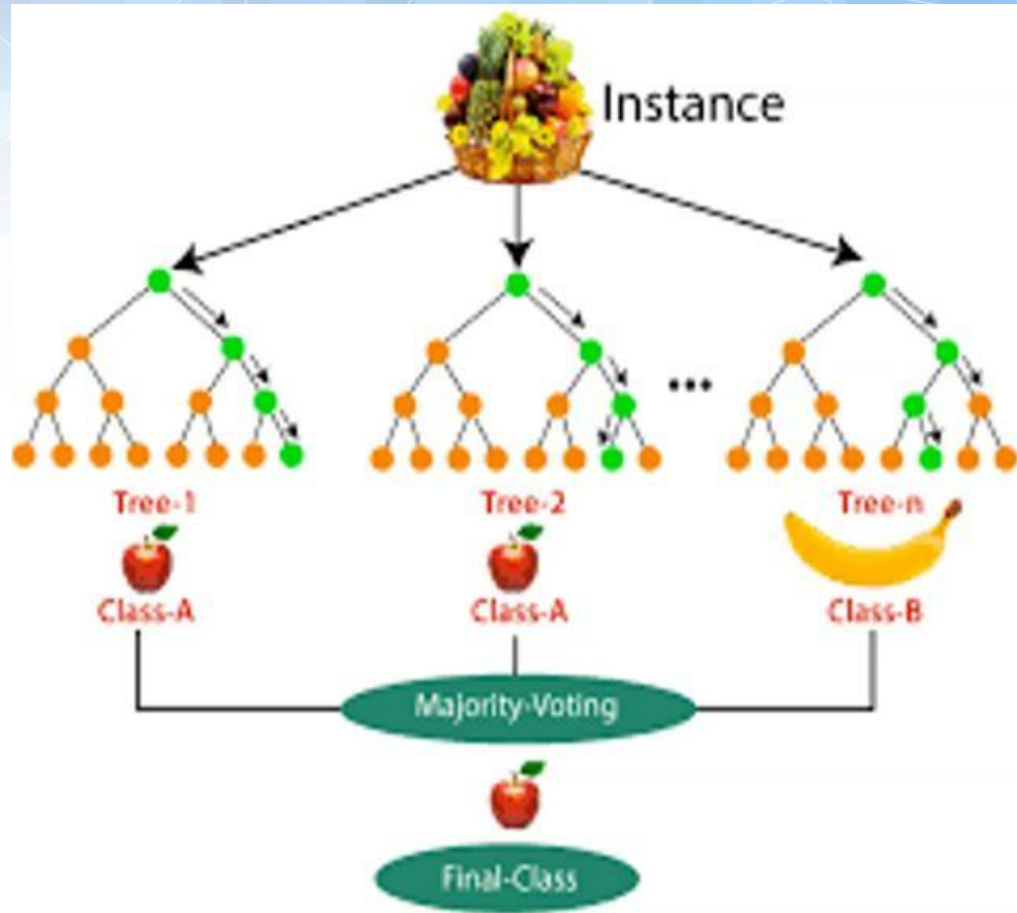 Instance
...
Tree-1
Tree-2
Tree-n
Class-A
Class-A
Class-B
Majority-Voting
Final-Class